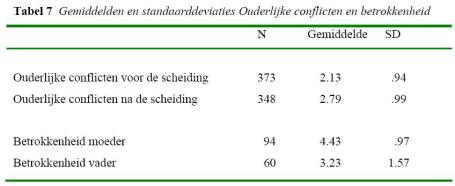 Tabel 7 Gemiddelden en standaarddeviaties Ouderlijke conflicten en betrokkenheid
N Gemiddelde SD
Ouderlijke conflicten voor de scheiding 373 2.13 .94
Ouderlijke conflicten na de scheiding 348 2.79 .99
Betrokkenheid moeder 94 4.43 .97
Betrokkenheid vader 60 3.23 1.57